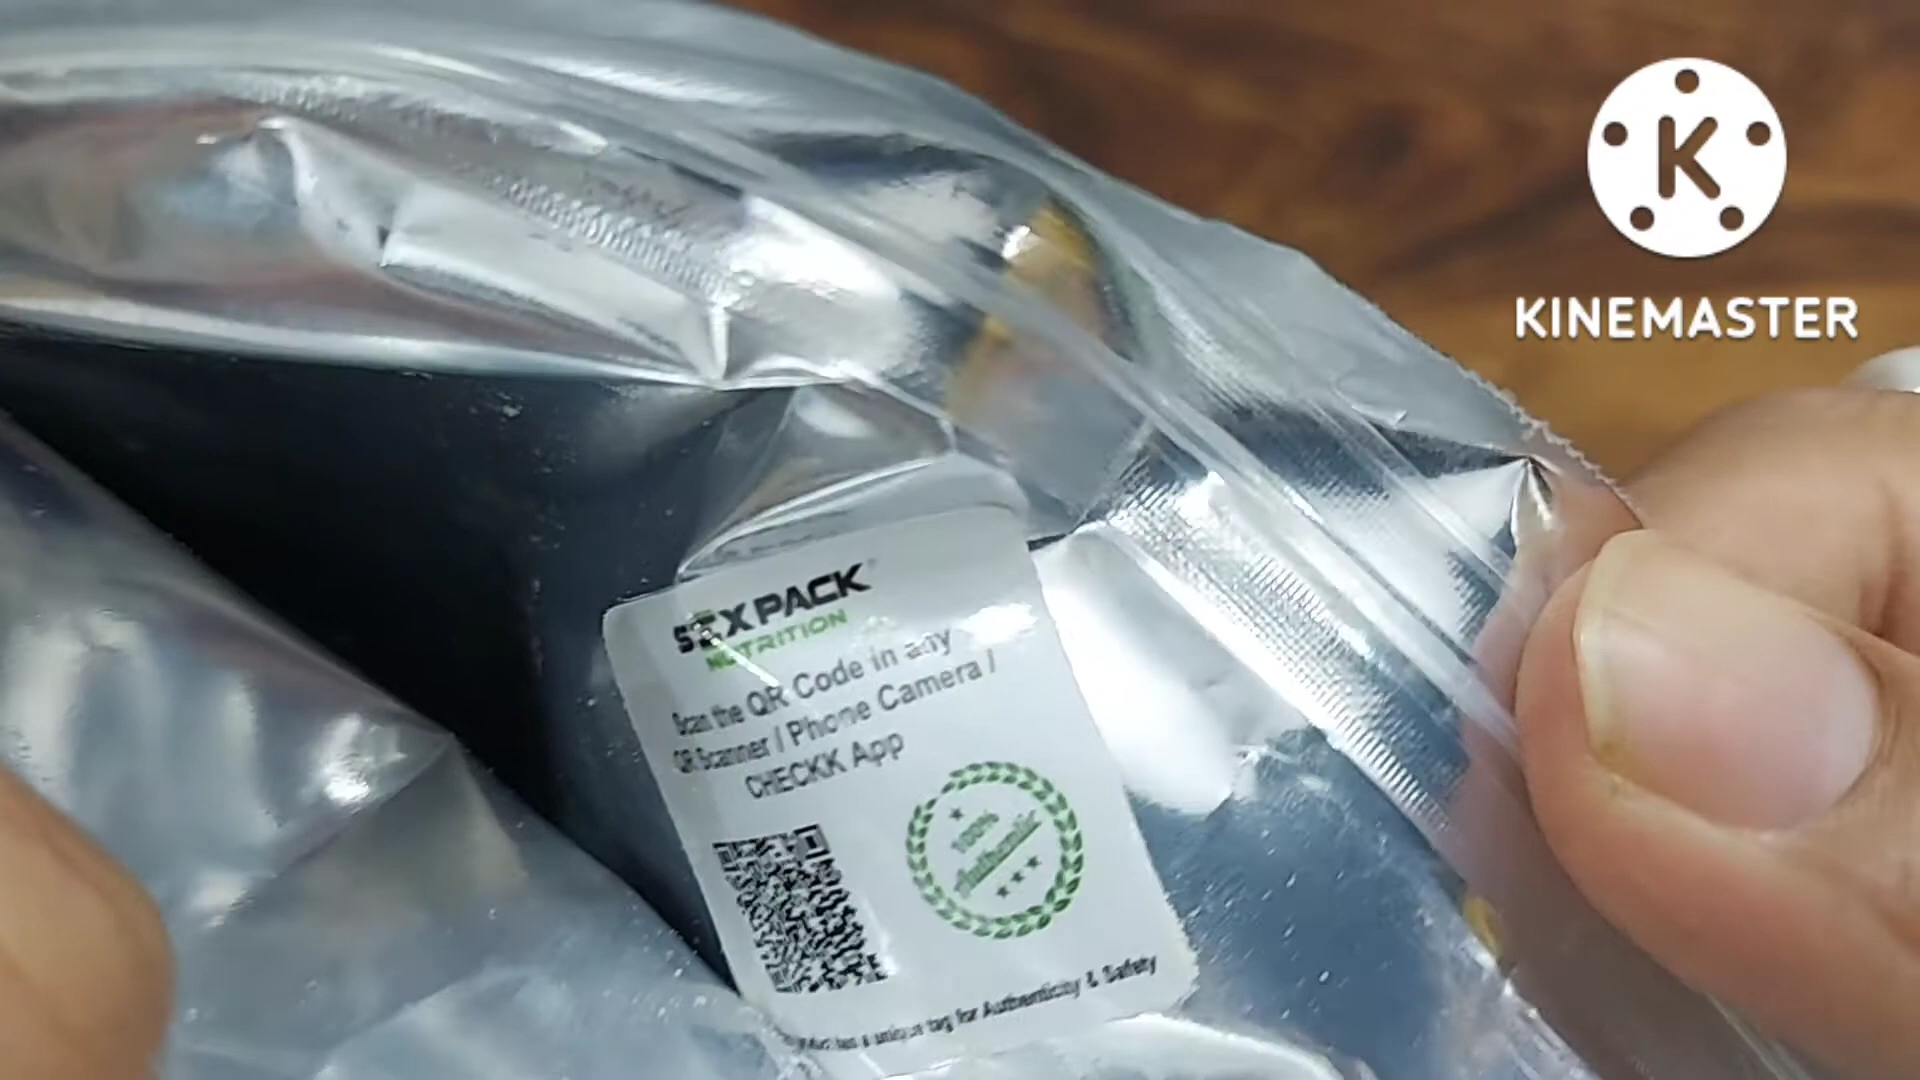 K
KINEMASTER
SIX PACK
NUTRITION
Scan the QR Code in any
QR Scanner / Phone Camera /
CHECKK App
100%
Authentic
has a unique tag for Authenticity & Safety